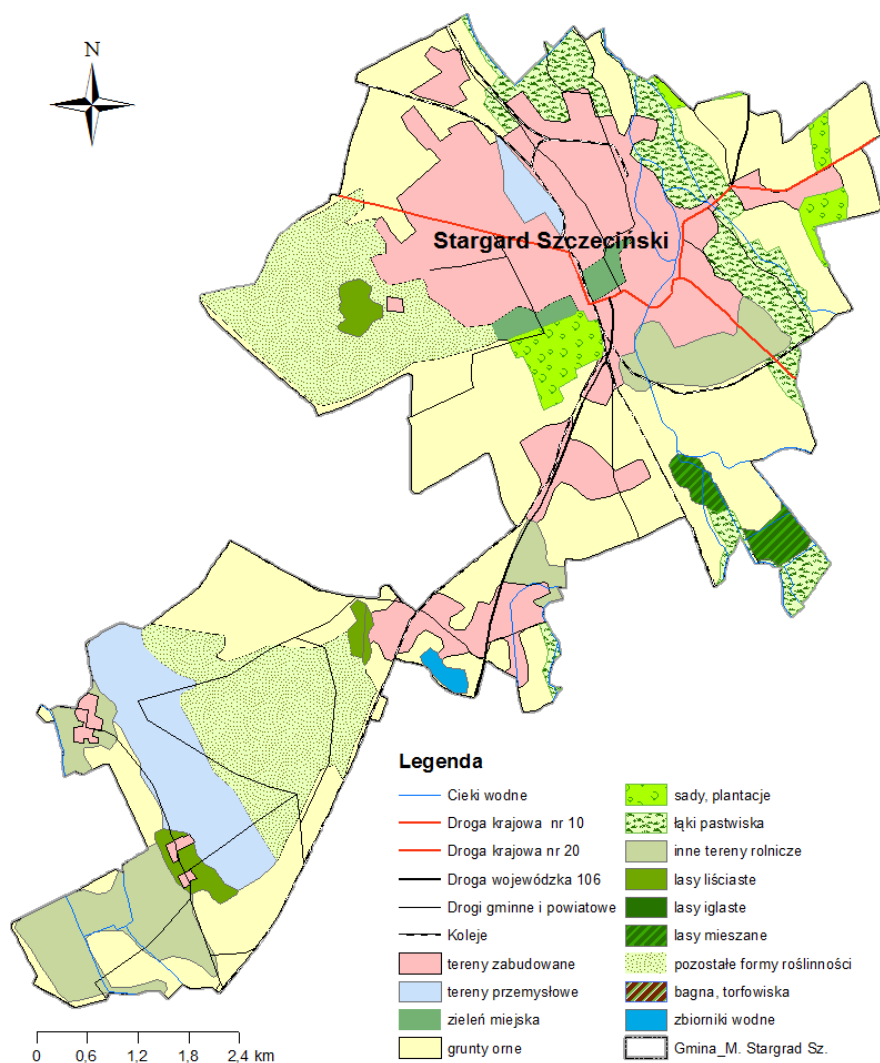 N
Stargard Szczeciński
Legenda
Cieki wodne
Droga krajowa nr 10
Droga krajowa nr 20
Droga wojewódzka 106
Drogi gminne i powiatowe
Koleje
tereny zabudowane
tereny przemysłowe
zieleń miejska
grunty orne
sady, plantacje
łąki pastwiska
inne tereny rolnicze
lasy liściaste
lasy iglaste
lasy mieszane
pozostałe formy roślinności
bagna, torfowiska
zbiorniki wodne
Gmina_M. Stargrad Sz.
0 0,6 1,2 1,8 2,4 km